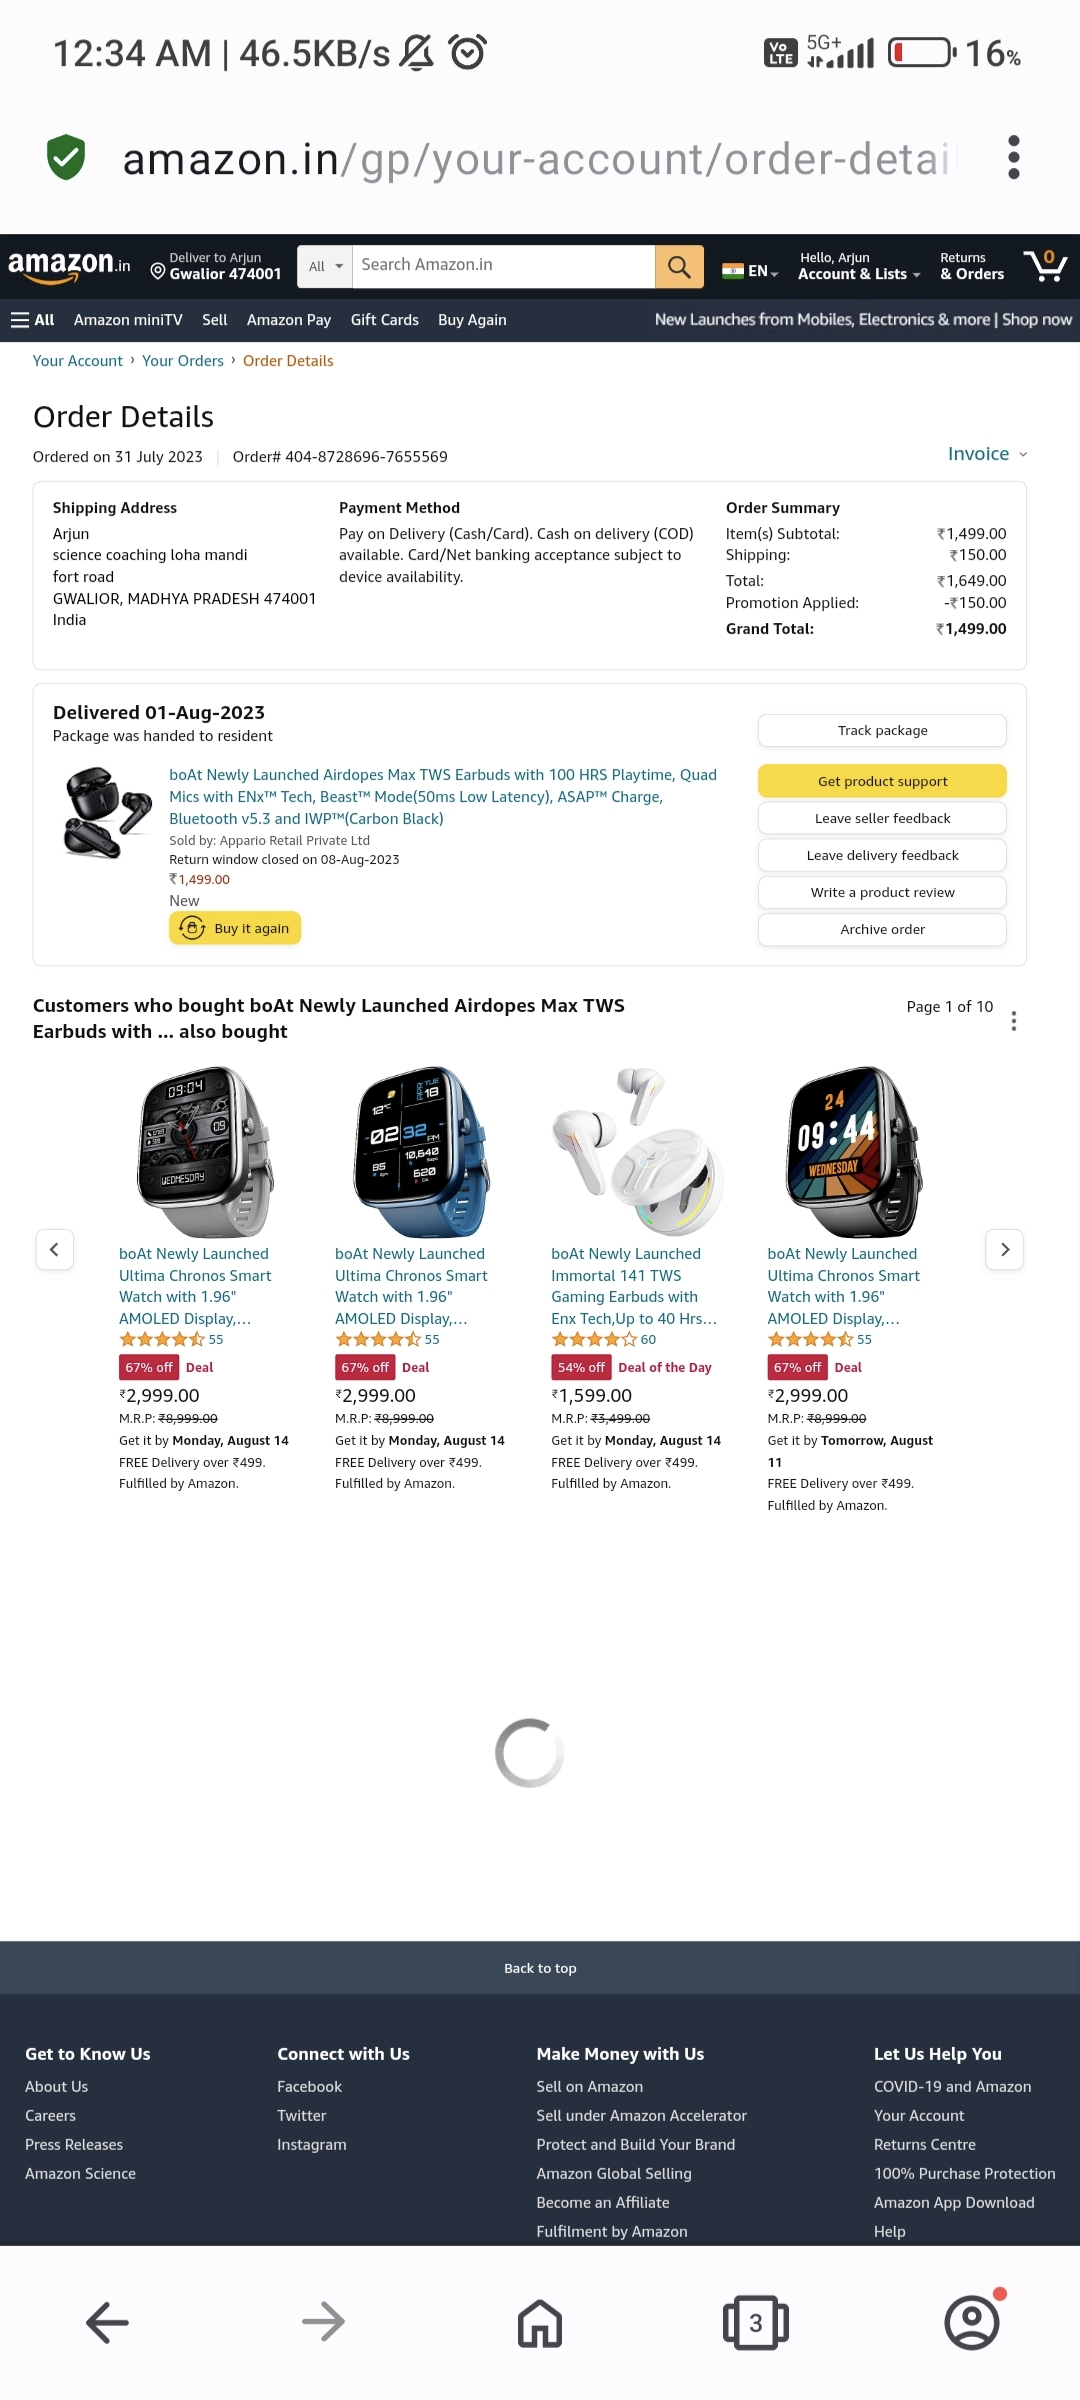 12:34 AM | 46.5KB/s
Vo LTE 5G+ 16%
amazon.in/gp/your-account/order-detai
amazon.in
Deliver to Arjun
Gwalior 474001
All
Search Amazon.in
EN
Hello, Arjun
Account & Lists
Returns
& Orders
0
All Amazon miniTV Sell Amazon Pay Gift Cards Buy Again New Launches from Mobiles, Electronics & more | Shop now
Your Account › Your Orders › Order Details
Order Details
Ordered on 31 July 2023 | Order# 404-8728696-7655569
Invoice
Shipping Address
Arjun
science coaching loha mandi
fort road
GWALIOR, MADHYA PRADESH 474001
India
Payment Method
Pay on Delivery (Cash/Card). Cash on delivery (COD)
available. Card/Net banking acceptance subject to
device availability.
Order Summary
Item(s) Subtotal: ₹1,499.00
Shipping: ₹150.00
Total: ₹1,649.00
Promotion Applied: -₹150.00
Grand Total: ₹1,499.00
Delivered 01-Aug-2023
Package was handed to resident
boAt Newly Launched Airdopes Max TWS Earbuds with 100 HRS Playtime, Quad
Mics with ENx™ Tech, Beast™ Mode(50ms Low Latency), ASAP™ Charge,
Bluetooth v5.3 and IWP™(Carbon Black)
Sold by: Appario Retail Private Ltd
Return window closed on 08-Aug-2023
₹1,499.00
New
Buy it again
Track package
Get product support
Leave seller feedback
Leave delivery feedback
Write a product review
Archive order
Customers who bought boAt Newly Launched Airdopes Max TWS
Earbuds with ... also bought
Page 1 of 10
09:04
09
WEDNESDAY
boAt Newly Launched
Ultima Chronos Smart
Watch with 1.96"
AMOLED Display,...
55
67% off Deal
₹2,999.00
M.R.P: ₹8,999.00
Get it by Monday, August 14
FREE Delivery over ₹499.
Fulfilled by Amazon.
12°C
TUE
18
02 32
PM
10,640
85
620
boAt Newly Launched
Ultima Chronos Smart
Watch with 1.96"
AMOLED Display,...
55
67% off Deal
₹2,999.00
M.R.P: ₹8,999.00
Get it by Monday, August 14
FREE Delivery over ₹499.
Fulfilled by Amazon.
boAt Newly Launched
Immortal 141 TWS
Gaming Earbuds with
Enx Tech,Up to 40 Hrs...
60
54% off Deal of the Day
₹1,599.00
M.R.P: ₹3,499.00
Get it by Monday, August 14
FREE Delivery over ₹499.
Fulfilled by Amazon.
24
09:44
WEDNESDAY
boAt Newly Launched
Ultima Chronos Smart
Watch with 1.96"
AMOLED Display,...
55
67% off Deal
₹2,999.00
M.R.P: ₹8,999.00
Get it by Tomorrow, August
11
FREE Delivery over ₹499.
Fulfilled by Amazon.
Back to top
Get to Know Us
About Us
Careers
Press Releases
Amazon Science
Connect with Us
Facebook
Twitter
Instagram
Make Money with Us
Sell on Amazon
Sell under Amazon Accelerator
Protect and Build Your Brand
Amazon Global Selling
Become an Affiliate
Fulfilment by Amazon
Let Us Help You
COVID-19 and Amazon
Your Account
Returns Centre
100% Purchase Protection
Amazon App Download
Help
3